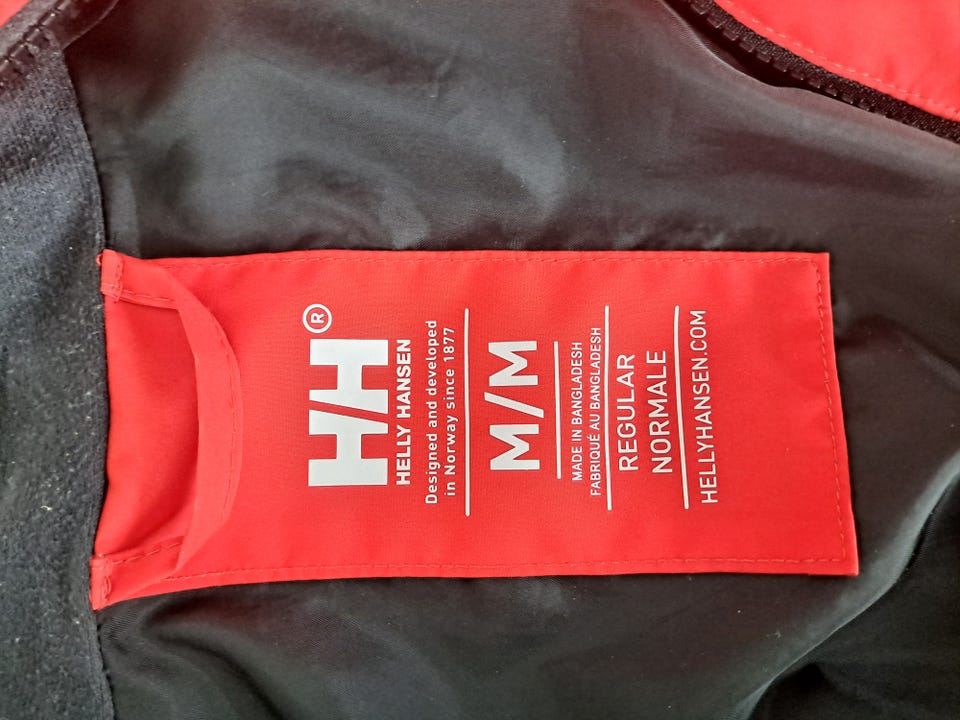 HH®
HELLY HANSEN
Designed and developed
in Norway since 1877
M/M
MADE IN BANGLADESH
FABRIQUÉ AU BANGLADESH
REGULAR
NORMALE
HELLYHANSEN.COM